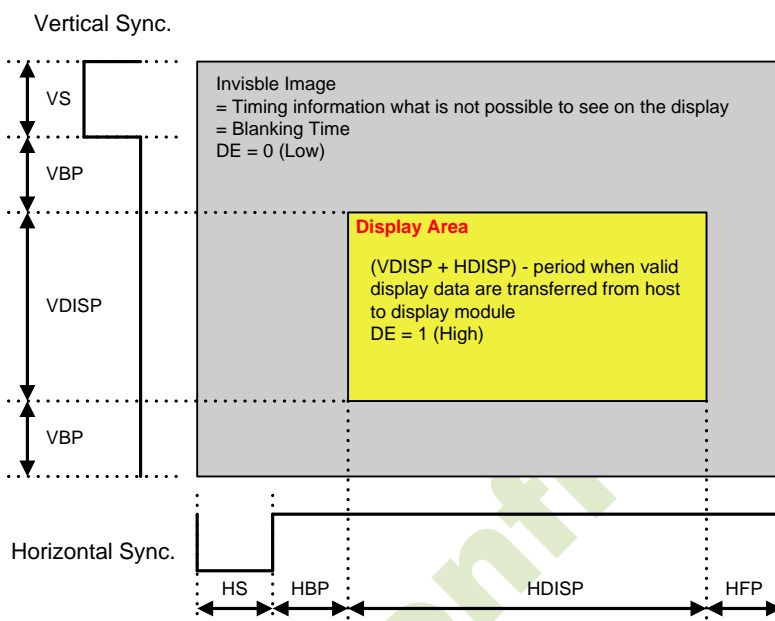 Vertical Sync.
VS
VBP
VDISP
VBP
Invisble Image
= Timing information what is not possible to see on the display
= Blanking Time
DE = 0 (Low)
Display Area
(VDISP + HDISP) - period when valid
display data are transferred from host
to display module
DE = 1 (High)
Horizontal Sync.
HS HBP HDISP HFP